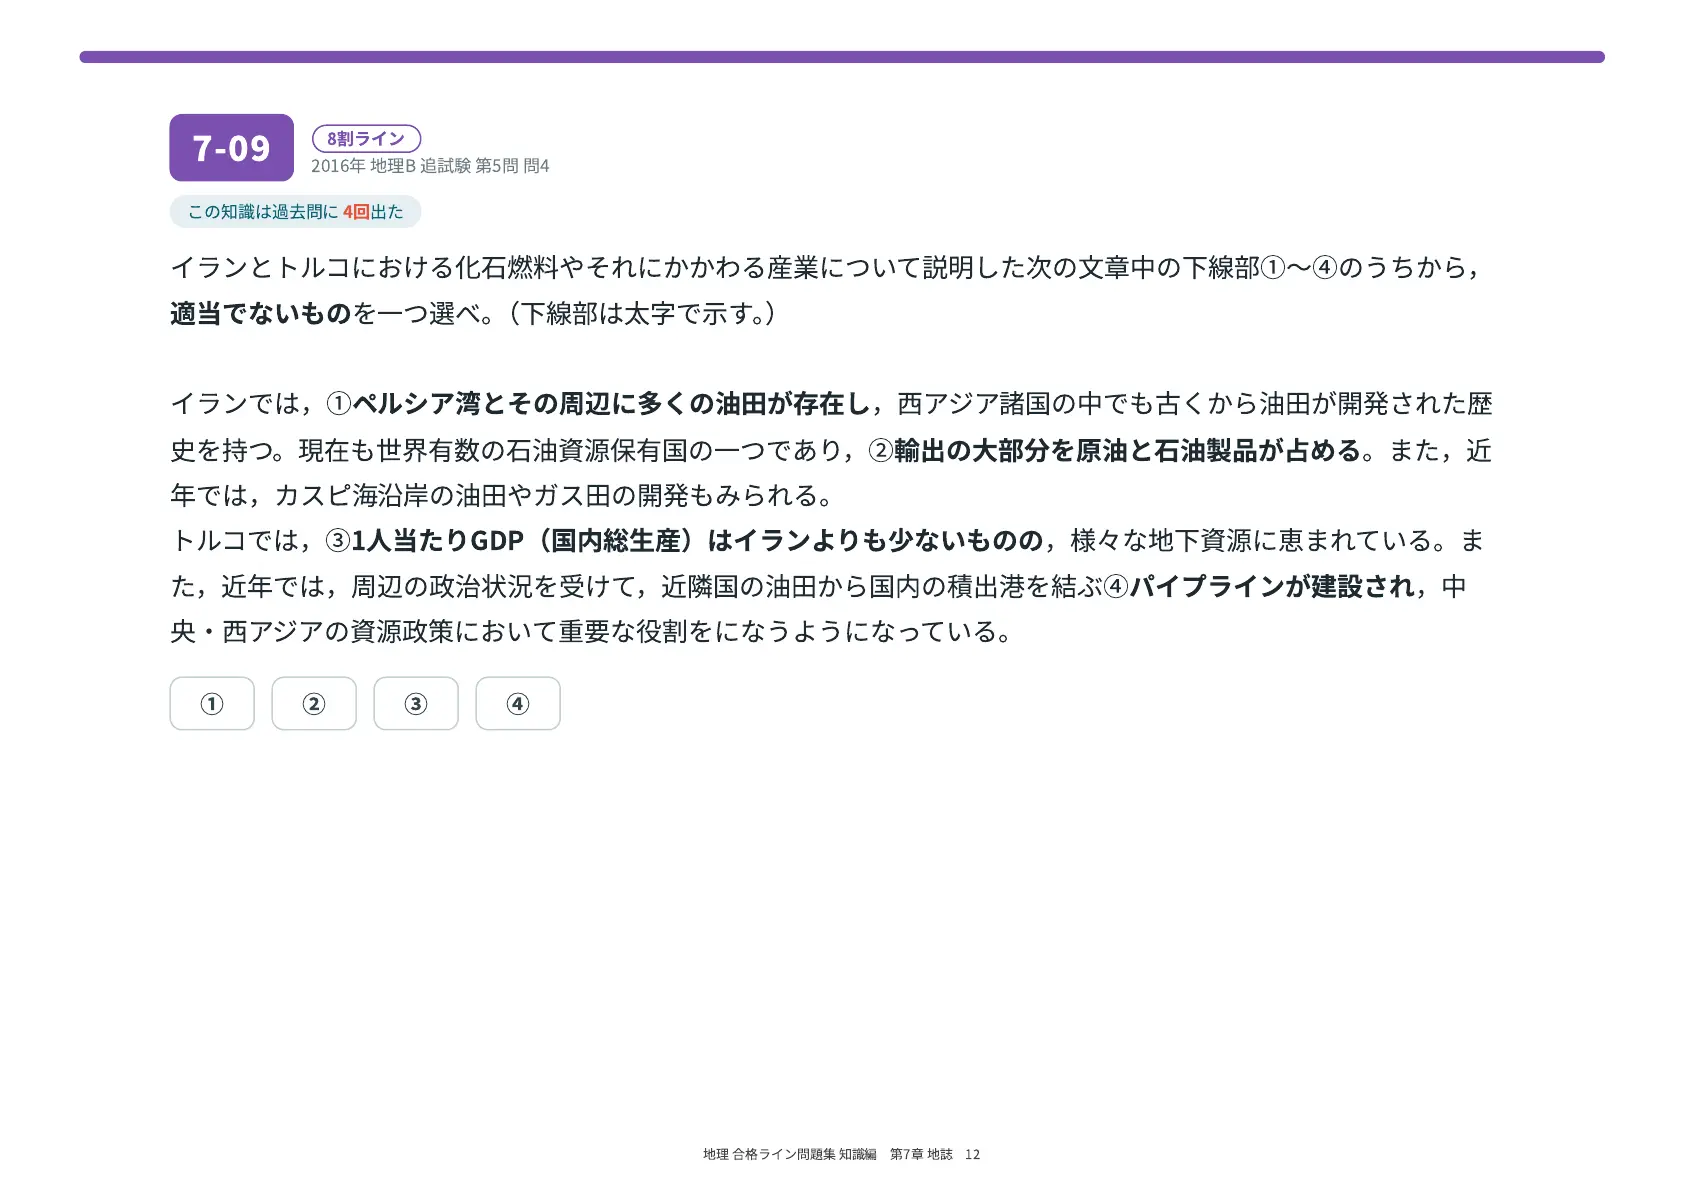 7-09
8割ライン
2016年 地理B 追試験 第5問 問4
この知識は過去問に 4回出た
イランとトルコにおける化石燃料やそれにかかわる産業について説明した次の文章中の下線部①〜④のうちから，
適当でないものを一つ選べ。（下線部は太字で示す。）
イランでは，①ペルシア湾とその周辺に多くの油田が存在し，西アジア諸国の中でも古くから油田が開発された歴
史を持つ。現在も世界有数の石油資源保有国の一つであり，②輸出の大部分を原油と石油製品が占める。また，近
年では，カスピ海沿岸の油田やガス田の開発もみられる。
トルコでは，③1人当たりGDP（国内総生産）はイランよりも少ないものの，様々な地下資源に恵まれている。ま
た，近年では，周辺の政治状況を受けて，近隣国の油田から国内の積出港を結ぶ④パイプラインが建設され，中
央・西アジアの資源政策において重要な役割をになうようになっている。
① ② ③ ④
地理 合格ライン問題集 知識編　第7章 地誌　12